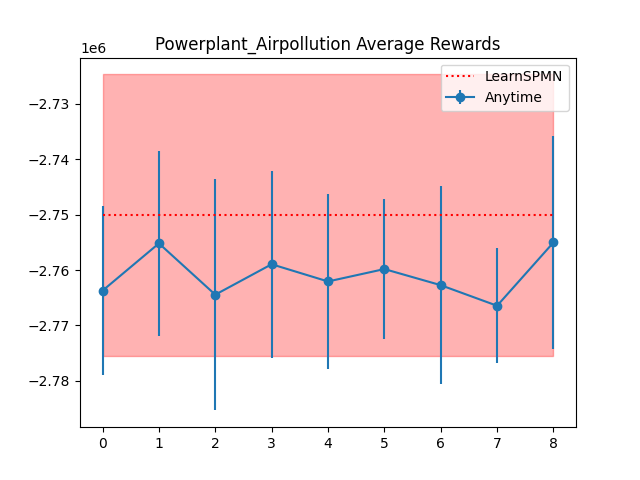 Powerplant_Airpollution Average Rewards
1e6
LearnSPMN
Anytime
−2.73
−2.74
−2.75
−2.76
−2.77
−2.78
0 1 2 3 4 5 6 7 8